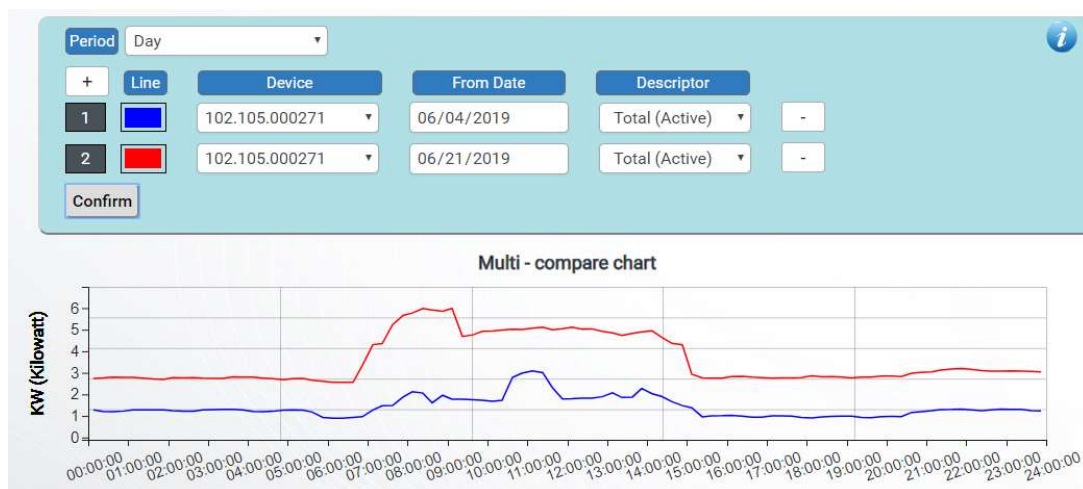 Period Day
i
+ Line Device From Date Descriptor
1 102.105.000271 06/04/2019 Total (Active) -
2 102.105.000271 06/21/2019 Total (Active) -
Confirm
Multi - compare chart
KW (Kilowatt)
6
5
4
3
2
1
0
00:00:00 01:00:00 02:00:00 03:00:00 04:00:00 05:00:00 06:00:00 07:00:00 08:00:00 09:00:00 10:00:00 11:00:00 12:00:00 13:00:00 14:00:00 15:00:00 16:00:00 17:00:00 18:00:00 19:00:00 20:00:00 21:00:00 22:00:00 23:00:00 24:00:00